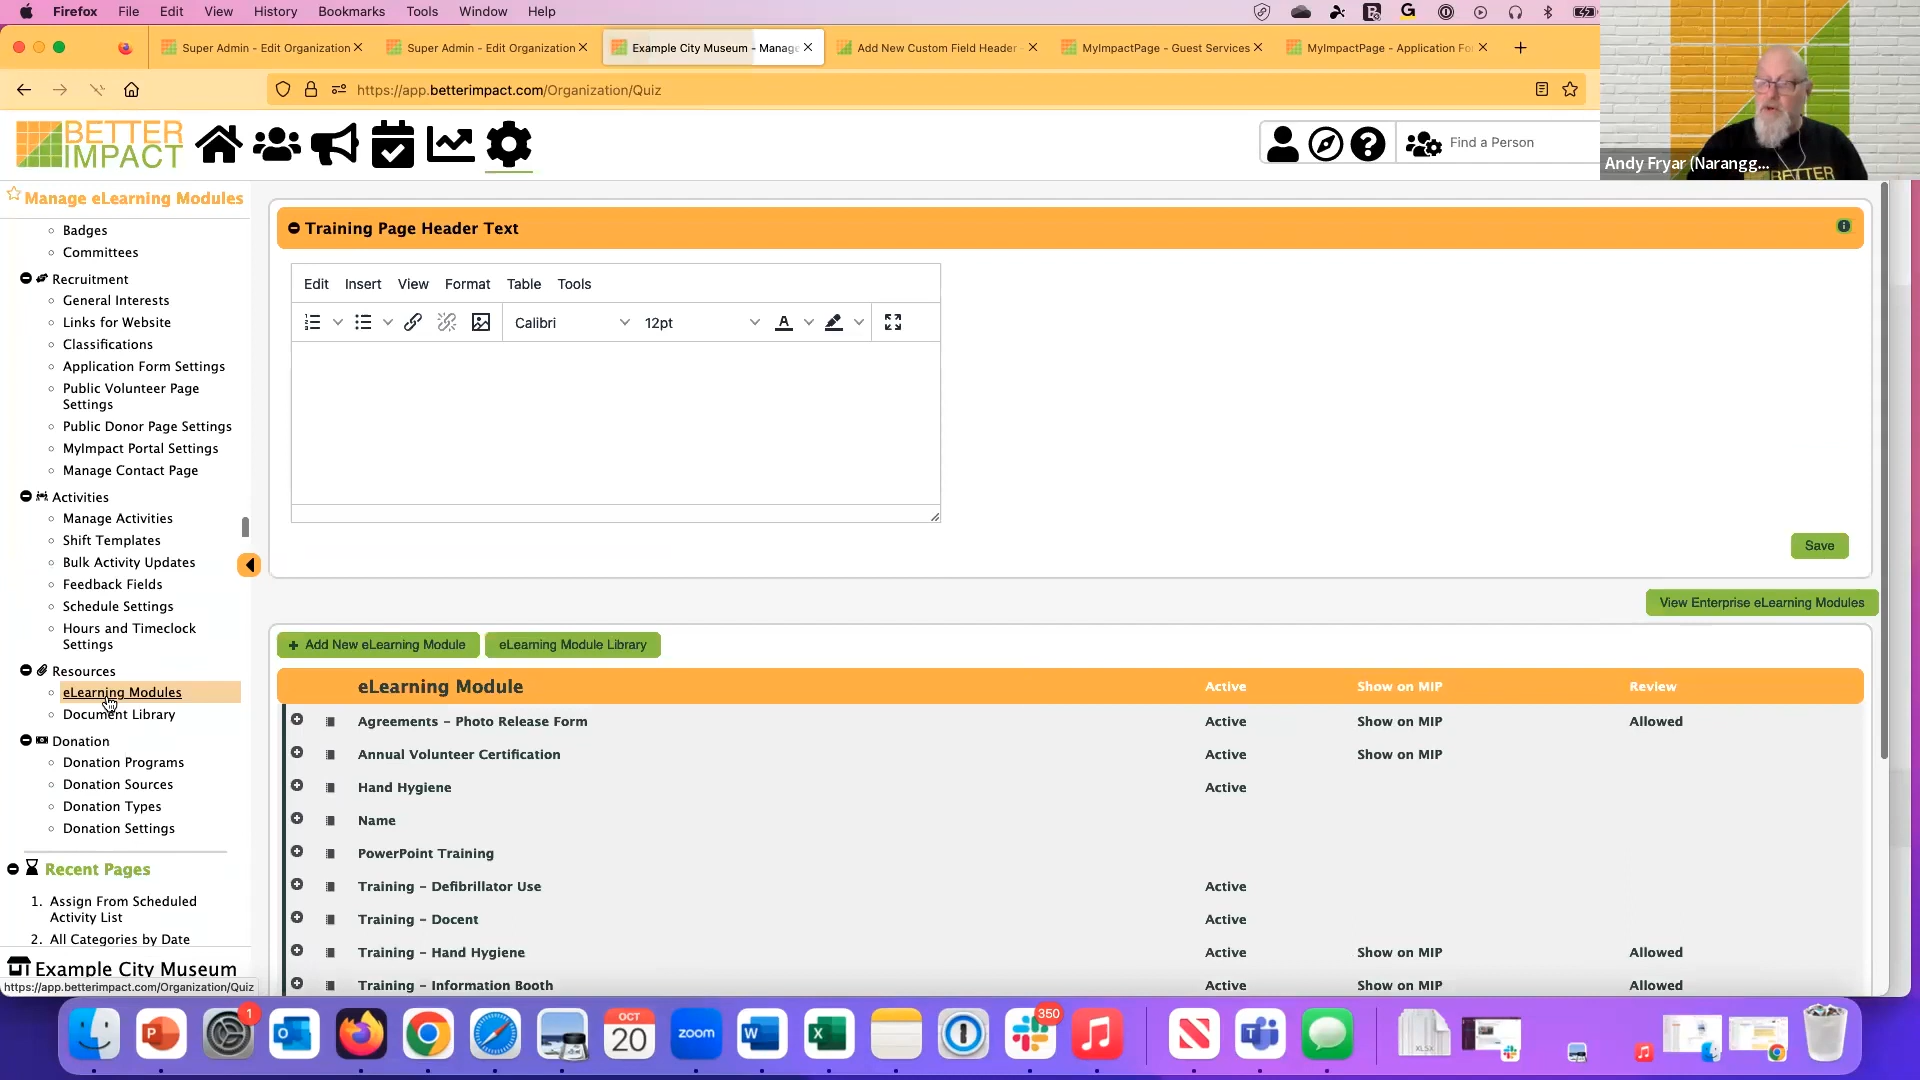 Firefox File Edit View History Bookmarks Tools Window Help
Super Admin - Edit Organization
Super Admin - Edit Organization
Example City Museum - Manage
Add New Custom Field Header
MyImpactPage - Guest Services
MyImpactPage - Application Fo
https://app.betterimpact.com/Organization/Quiz
BETTER
IMPACT
Find a Person
Andy Fryar (Narangg...
BETTER
Manage eLearning Modules
Badges
Committees
Recruitment
General Interests
Links for Website
Classifications
Application Form Settings
Public Volunteer Page
Settings
Public Donor Page Settings
MyImpact Portal Settings
Manage Contact Page
Activities
Manage Activities
Shift Templates
Bulk Activity Updates
Feedback Fields
Schedule Settings
Hours and Timeclock
Settings
Resources
eLearning Modules
Document Library
Donation
Donation Programs
Donation Sources
Donation Types
Donation Settings
Recent Pages
1. Assign From Scheduled
Activity List
2. All Categories by Date
Example City Museum
https://app.betterimpact.com/Organization/Quiz
Training Page Header Text
Edit Insert View Format Table Tools
Calibri 12pt A
Save
View Enterprise eLearning Modules
+ Add New eLearning Module eLearning Module Library
eLearning Module Active Show on MIP Review
Agreements - Photo Release Form Active Show on MIP Allowed
Annual Volunteer Certification Active Show on MIP
Hand Hygiene Active
Name
PowerPoint Training
Training - Defibrillator Use Active
Training - Docent Active
Training - Hand Hygiene Active Show on MIP Allowed
Training - Information Booth Active Show on MIP Allowed
1
OCT
20
zoom
350
XLSX